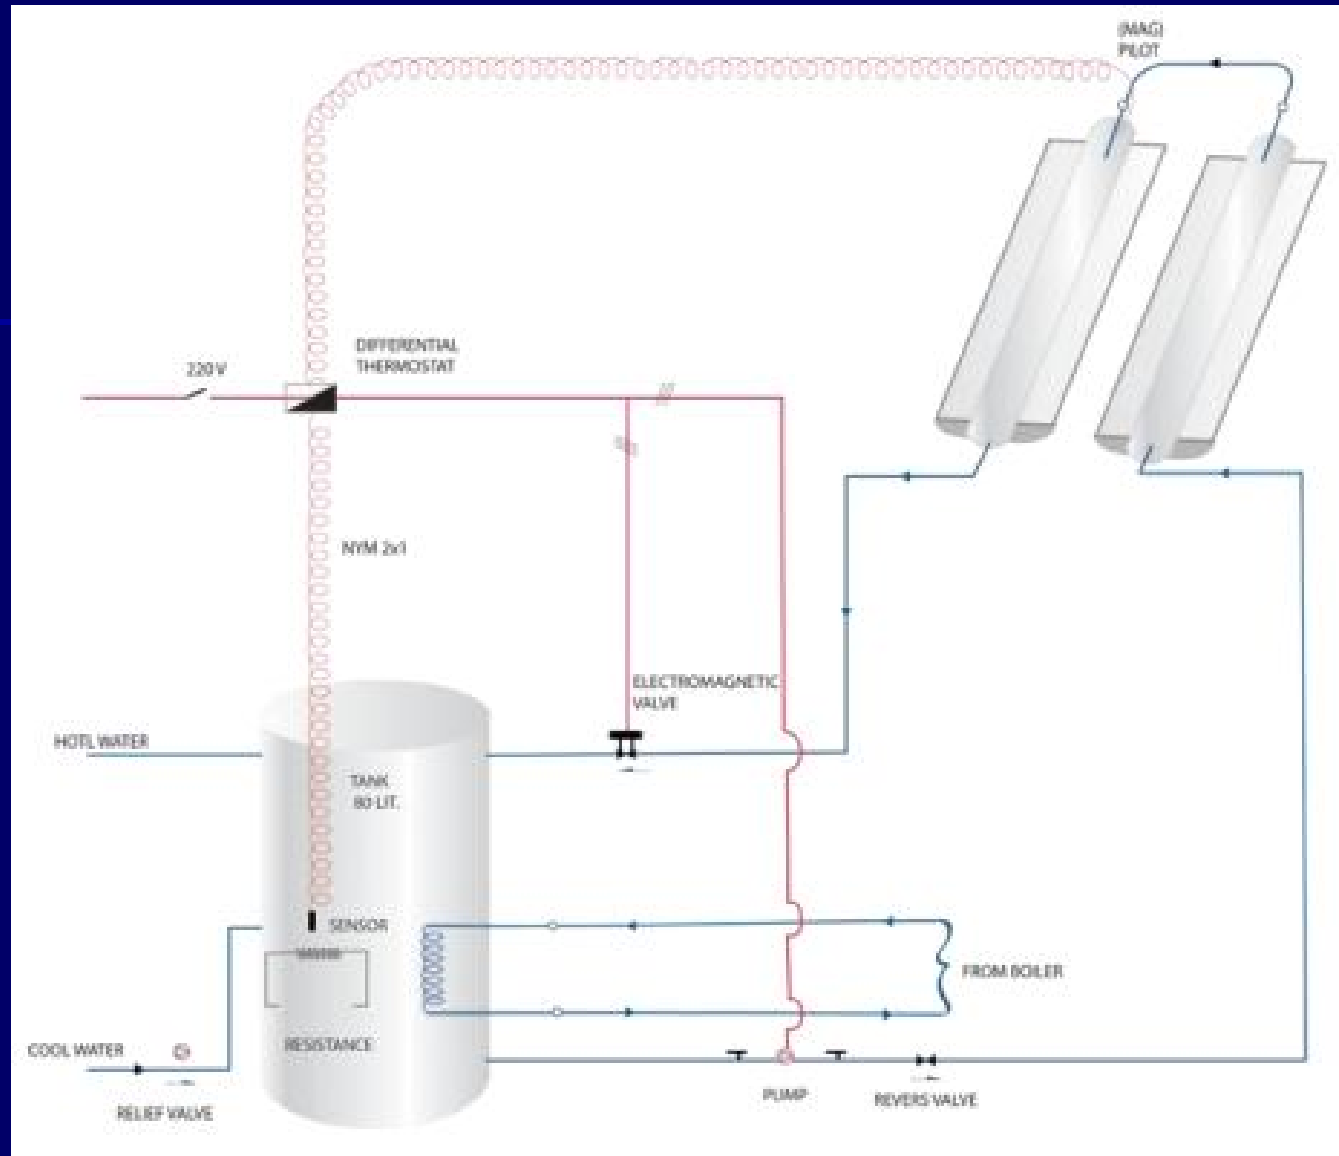 (MAG)
PILOT
DIFFERENTIAL
THERMOSTAT
220 V
NYM 2x1
ELECTROMAGNETIC
VALVE
HOTL WATER
TANK
80 LIT.
SENSOR
FROM BOILER
RESISTANCE
COOL WATER
PUMP
REVERS VALVE
RELIEF VALVE